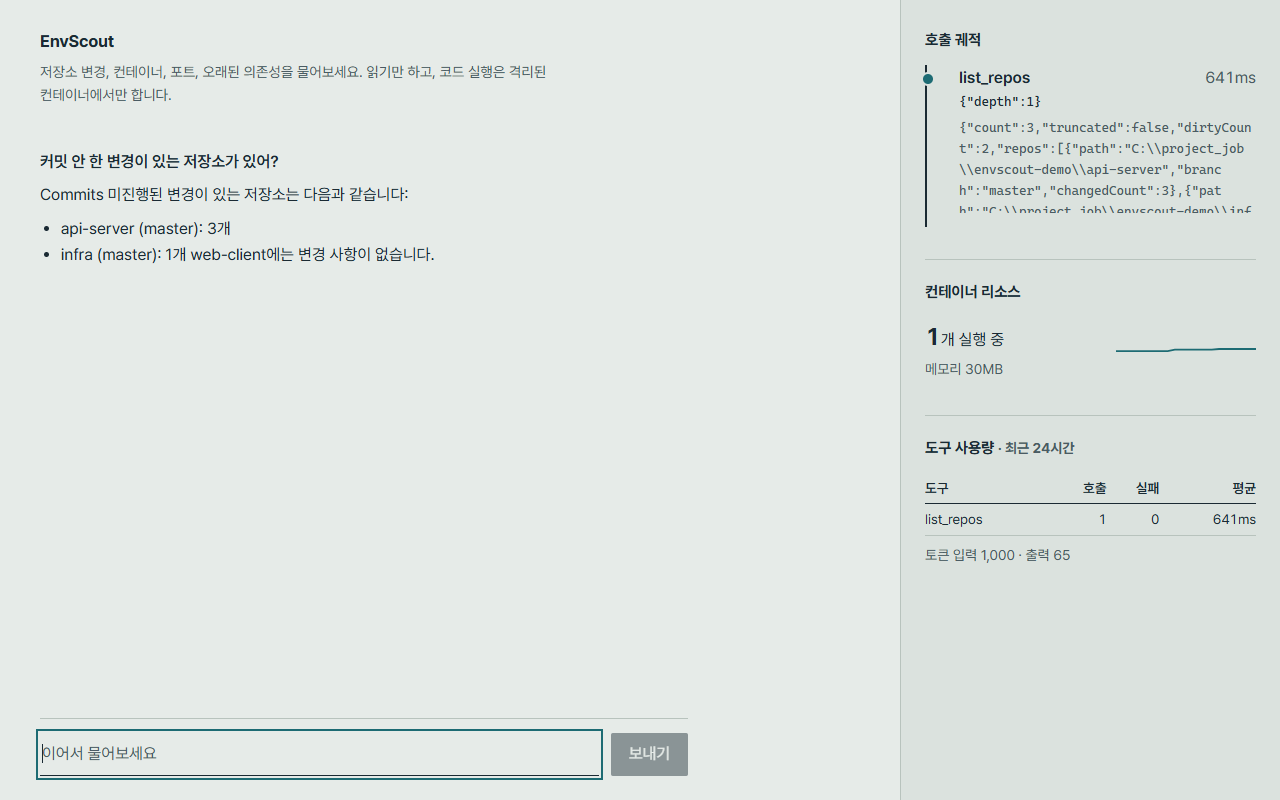 EnvScout
저장소 변경, 컨테이너, 포트, 오래된 의존성을 물어보세요. 읽기만 하고, 코드 실행은 격리된
컨테이너에서만 합니다.
커밋 안 한 변경이 있는 저장소가 있어?
Commits 미진행된 변경이 있는 저장소는 다음과 같습니다:
• api-server (master): 3개
• infra (master): 1개 web-client에는 변경 사항이 없습니다.
이어서 물어보세요
보내기
호출 궤적
list_repos 641ms
{"depth":1}
{"count":3,"truncated":false,"dirtyCoun
t":2,"repos":[{"path":"C:\\project_job
\\envscout-demo\\api-server","branc
h":"master","changedCount":3},{"pat
h":"C:\\project_job\\envscout-demo\\inf
컨테이너 리소스
1개 실행 중
메모리 30MB
도구 사용량 · 최근 24시간
도구 호출 실패 평균
list_repos 1 0 641ms
토큰 입력 1,000 · 출력 65